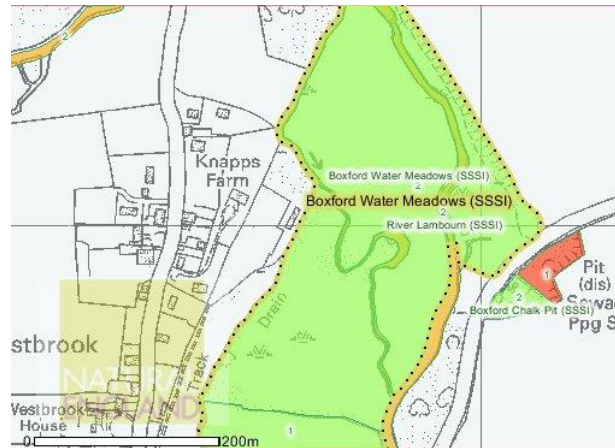 2
Knapps
Farm
Boxford Water Meadows (SSSI)
2
Boxford Water Meadows (SSSI)
2
River Lambourn (SSSI)
1
Pit
(dis)
2
Boxford Chalk Pit (SSSI)
Ppg S
Drain
Track
stbrook
NATURAL
ENGLAND
Westbrook
House
1
0
200m